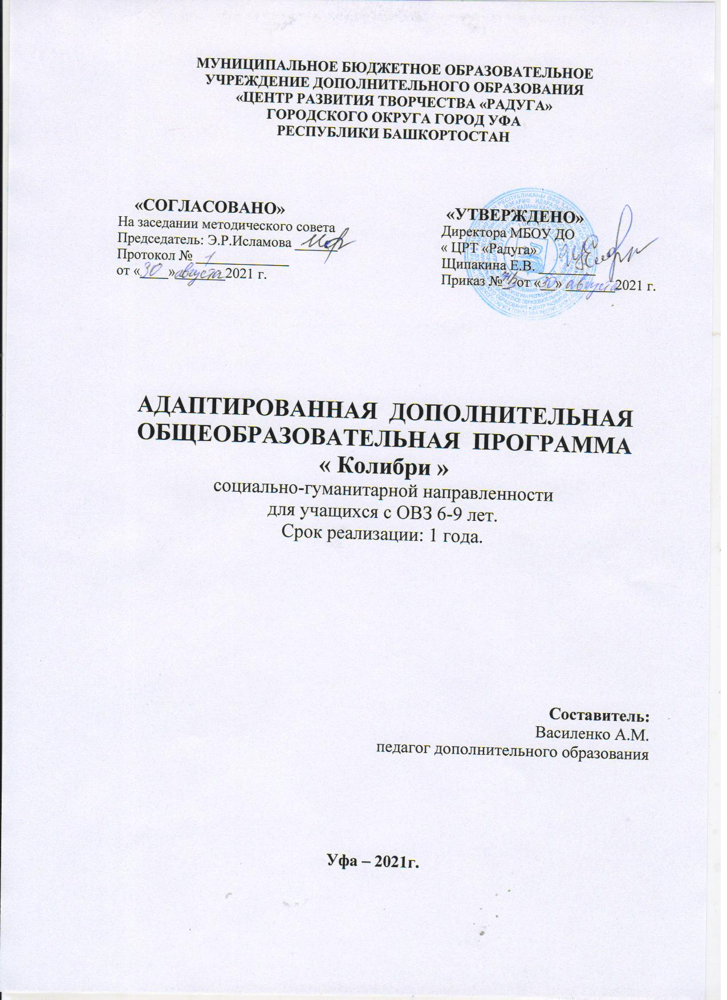 МУНИЦИПАЛЬНОЕ БЮДЖЕТНОЕ ОБРАЗОВАТЕЛЬНОЕ
УЧРЕЖДЕНИЕ ДОПОЛНИТЕЛЬНОГО ОБРАЗОВАНИЯ
«ЦЕНТР РАЗВИТИЯ ТВОРЧЕСТВА «РАДУГА»
ГОРОДСКОГО ОКРУГА ГОРОД УФА
РЕСПУБЛИКИ БАШКОРТОСТАН
«СОГЛАСОВАНО»
На заседании методического совета
Председатель: Э.Р.Исламова
Протокол № 1
от «30» августа 2021 г.
«УТВЕРЖДЕНО»
Директора МБОУ ДО
« ЦРТ «Радуга»
Щипакина Е.В.
Приказ № от «30» августа 2021 г.
АДАПТИРОВАННАЯ ДОПОЛНИТЕЛЬНАЯ
ОБЩЕОБРАЗОВАТЕЛЬНАЯ ПРОГРАММА
« Колибри »
социально-гуманитарной направленности
для учащихся с ОВЗ 6-9 лет.
Срок реализации: 1 года.
Составитель:
Василенко А.М.
педагог дополнительного образования
Уфа – 2021г.